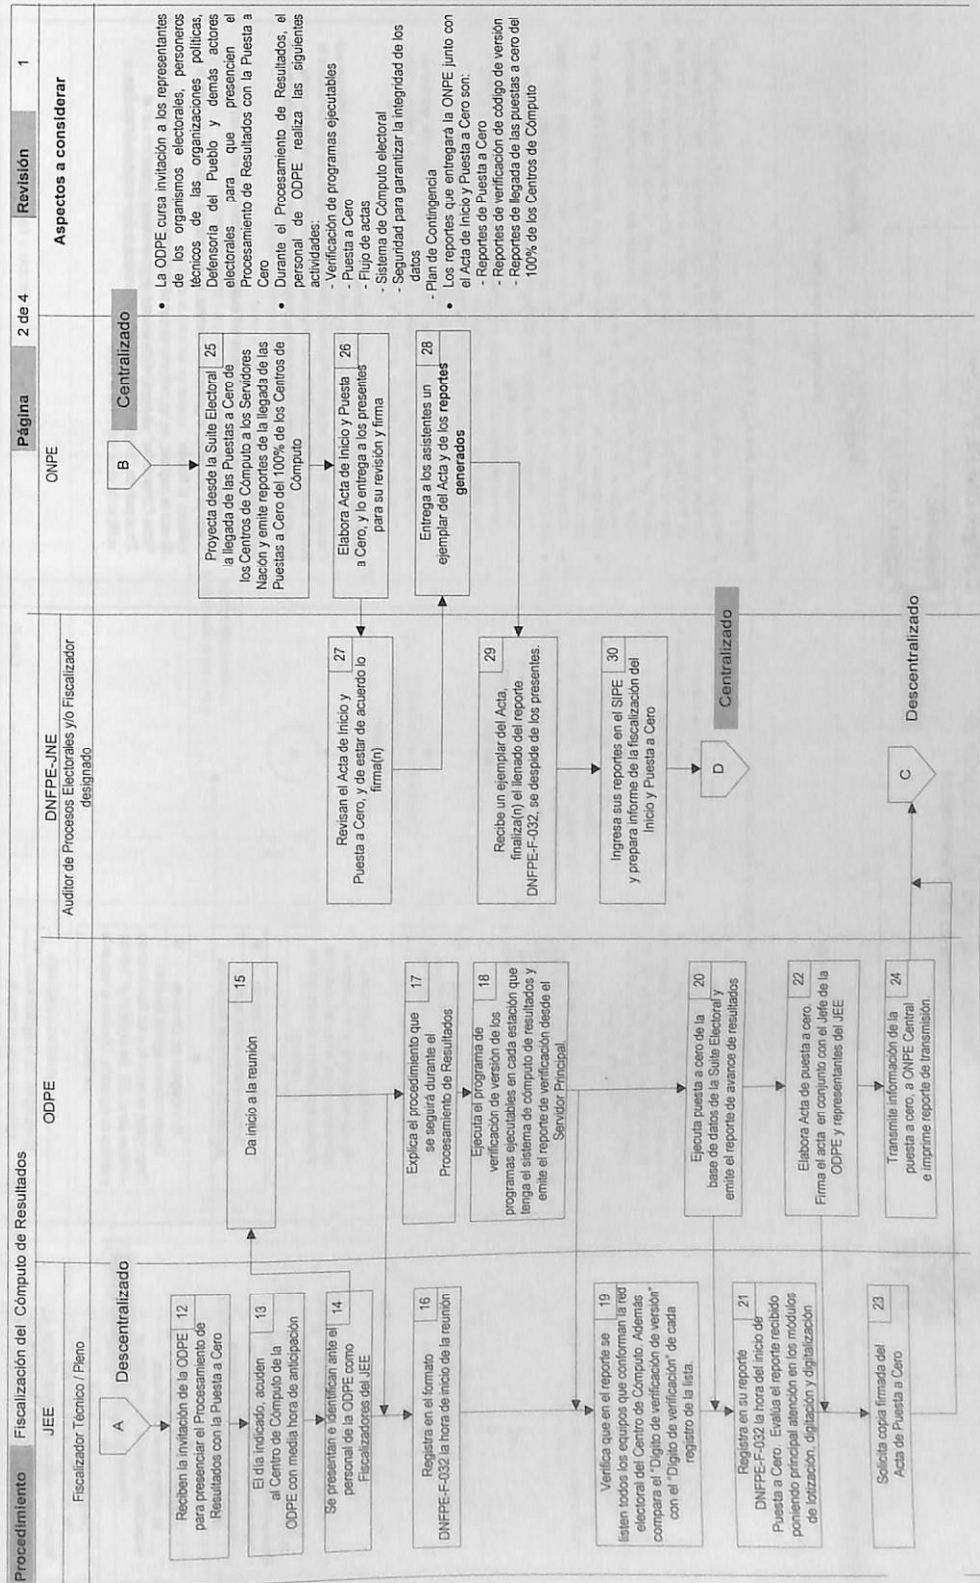 Procedimiento Fiscalización del Cómputo de Resultados Página 2 de 4 Revisión 1
JEE
Fiscalizador Técnico / Pleno
ODPE
DNFPE-JNE
Auditor de Procesos Electorales y/o Fiscalizador
designado
ONPE
Aspectos a considerar
A
Descentralizado
12
Reciben la invitación de la ODPE
para presenciar el Procesamiento de
Resultados con la Puesta a Cero
13
El día Indicado, acuden
al Centro de Cómputo de la
ODPE con media hora de anticipación
14
Se presentan e identifican ante el
personal de la ODPE como
Fiscalizadores del JEE
16
Registra en el formato
DNFPE-F-032 la hora de inicio de la reunión
19
Verifica que en el reporte se
listen todos los equipos que conforman la red
electoral del Centro de Cómputo. Además
compara el "Dígito de verificación de versión"
con el "Dígito de verificación" de cada
registro de la lista.
21
Registra en su reporte
DNFPE-F-032 la hora del inicio de
Puesta a Cero. Evalúa el reporte recibido
poniendo principal atención en los módulos
de lotización, digitación y digitalización
23
Solicita copia firmada del
Acta de Puesta a Cero
15
Da inicio a la reunión
17
Explica el procedimiento que
se seguirá durante el
Procesamiento de Resultados
18
Ejecuta el programa de
verificación de versión de los
programas ejecutables en cada estación que
tenga el sistema de cómputo de resultados y
emite el reporte de verificación desde el
Servidor Principal.
20
Ejecuta puesta a cero de la
base de datos de la Suite Electoral y
emite el reporte de avance de resultados
22
Elabora Acta de puesta a cero.
Firma el acta en conjunto con el Jefe de la
ODPE y representantes del JEE
24
Transmite información de la
puesta a cero, a ONPE Central
e imprime reporte de transmisión.
27
Revisan el Acta de Inicio y
Puesta a Cero, y de estar de acuerdo lo
firma(n)
29
Recibe un ejemplar del Acta,
finaliza(n) el llenado del reporte
DNFPE-F-032, se despide de los presentes.
30
Ingresa sus reportes en el SIPE
y prepara informe de la fiscalización del
Inicio y Puesta a Cero
D
Centralizado
C
Descentralizado
B
Centralizado
25
Proyecta desde la Suite Electoral
la llegada de las Puestas a Cero de
los Centros de Cómputo a los Servidores
Nación y emite reportes de la llegada de las
Puestas a Cero del 100% de los Centros de
Cómputo
26
Elabora Acta de Inicio y Puesta
a Cero, y lo entrega a los presentes
para su revisión y firma
28
Entrega a los asistentes un
ejemplar del Acta y de los reportes
generados
• La ODPE cursa invitación a los representantes
de los organismos electorales, personeros
técnicos de las organizaciones políticas,
Defensoría del Pueblo y demás actores
electorales para que presencien el
Procesamiento de Resultados con la Puesta a
Cero
• Durante el Procesamiento de Resultados, el
personal de ODPE realiza las siguientes
actividades:
- Verificación de programas ejecutables
- Puesta a Cero
- Flujo de actas
- Sistema de Cómputo electoral
- Seguridad para garantizar la integridad de los
datos
- Plan de Contingencia
• Los reportes que entregará la ONPE junto con
el Acta de Inicio y Puesta a Cero son:
- Reportes de Puesta a Cero
- Reportes de verificación de código de versión
- Reportes de llegada de las puestas a cero del
100% de los Centros de Cómputo